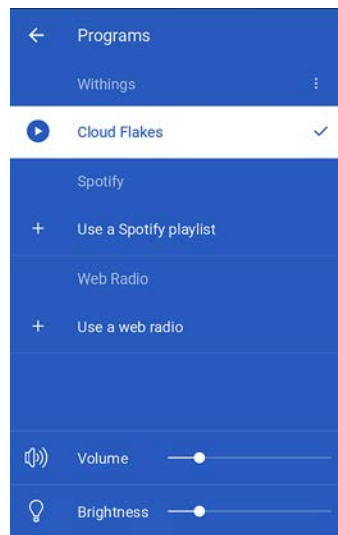 Programs
Withings
Cloud Flakes
Spotify
Use a Spotify playlist
Web Radio
Use a web radio
Volume
Brightness